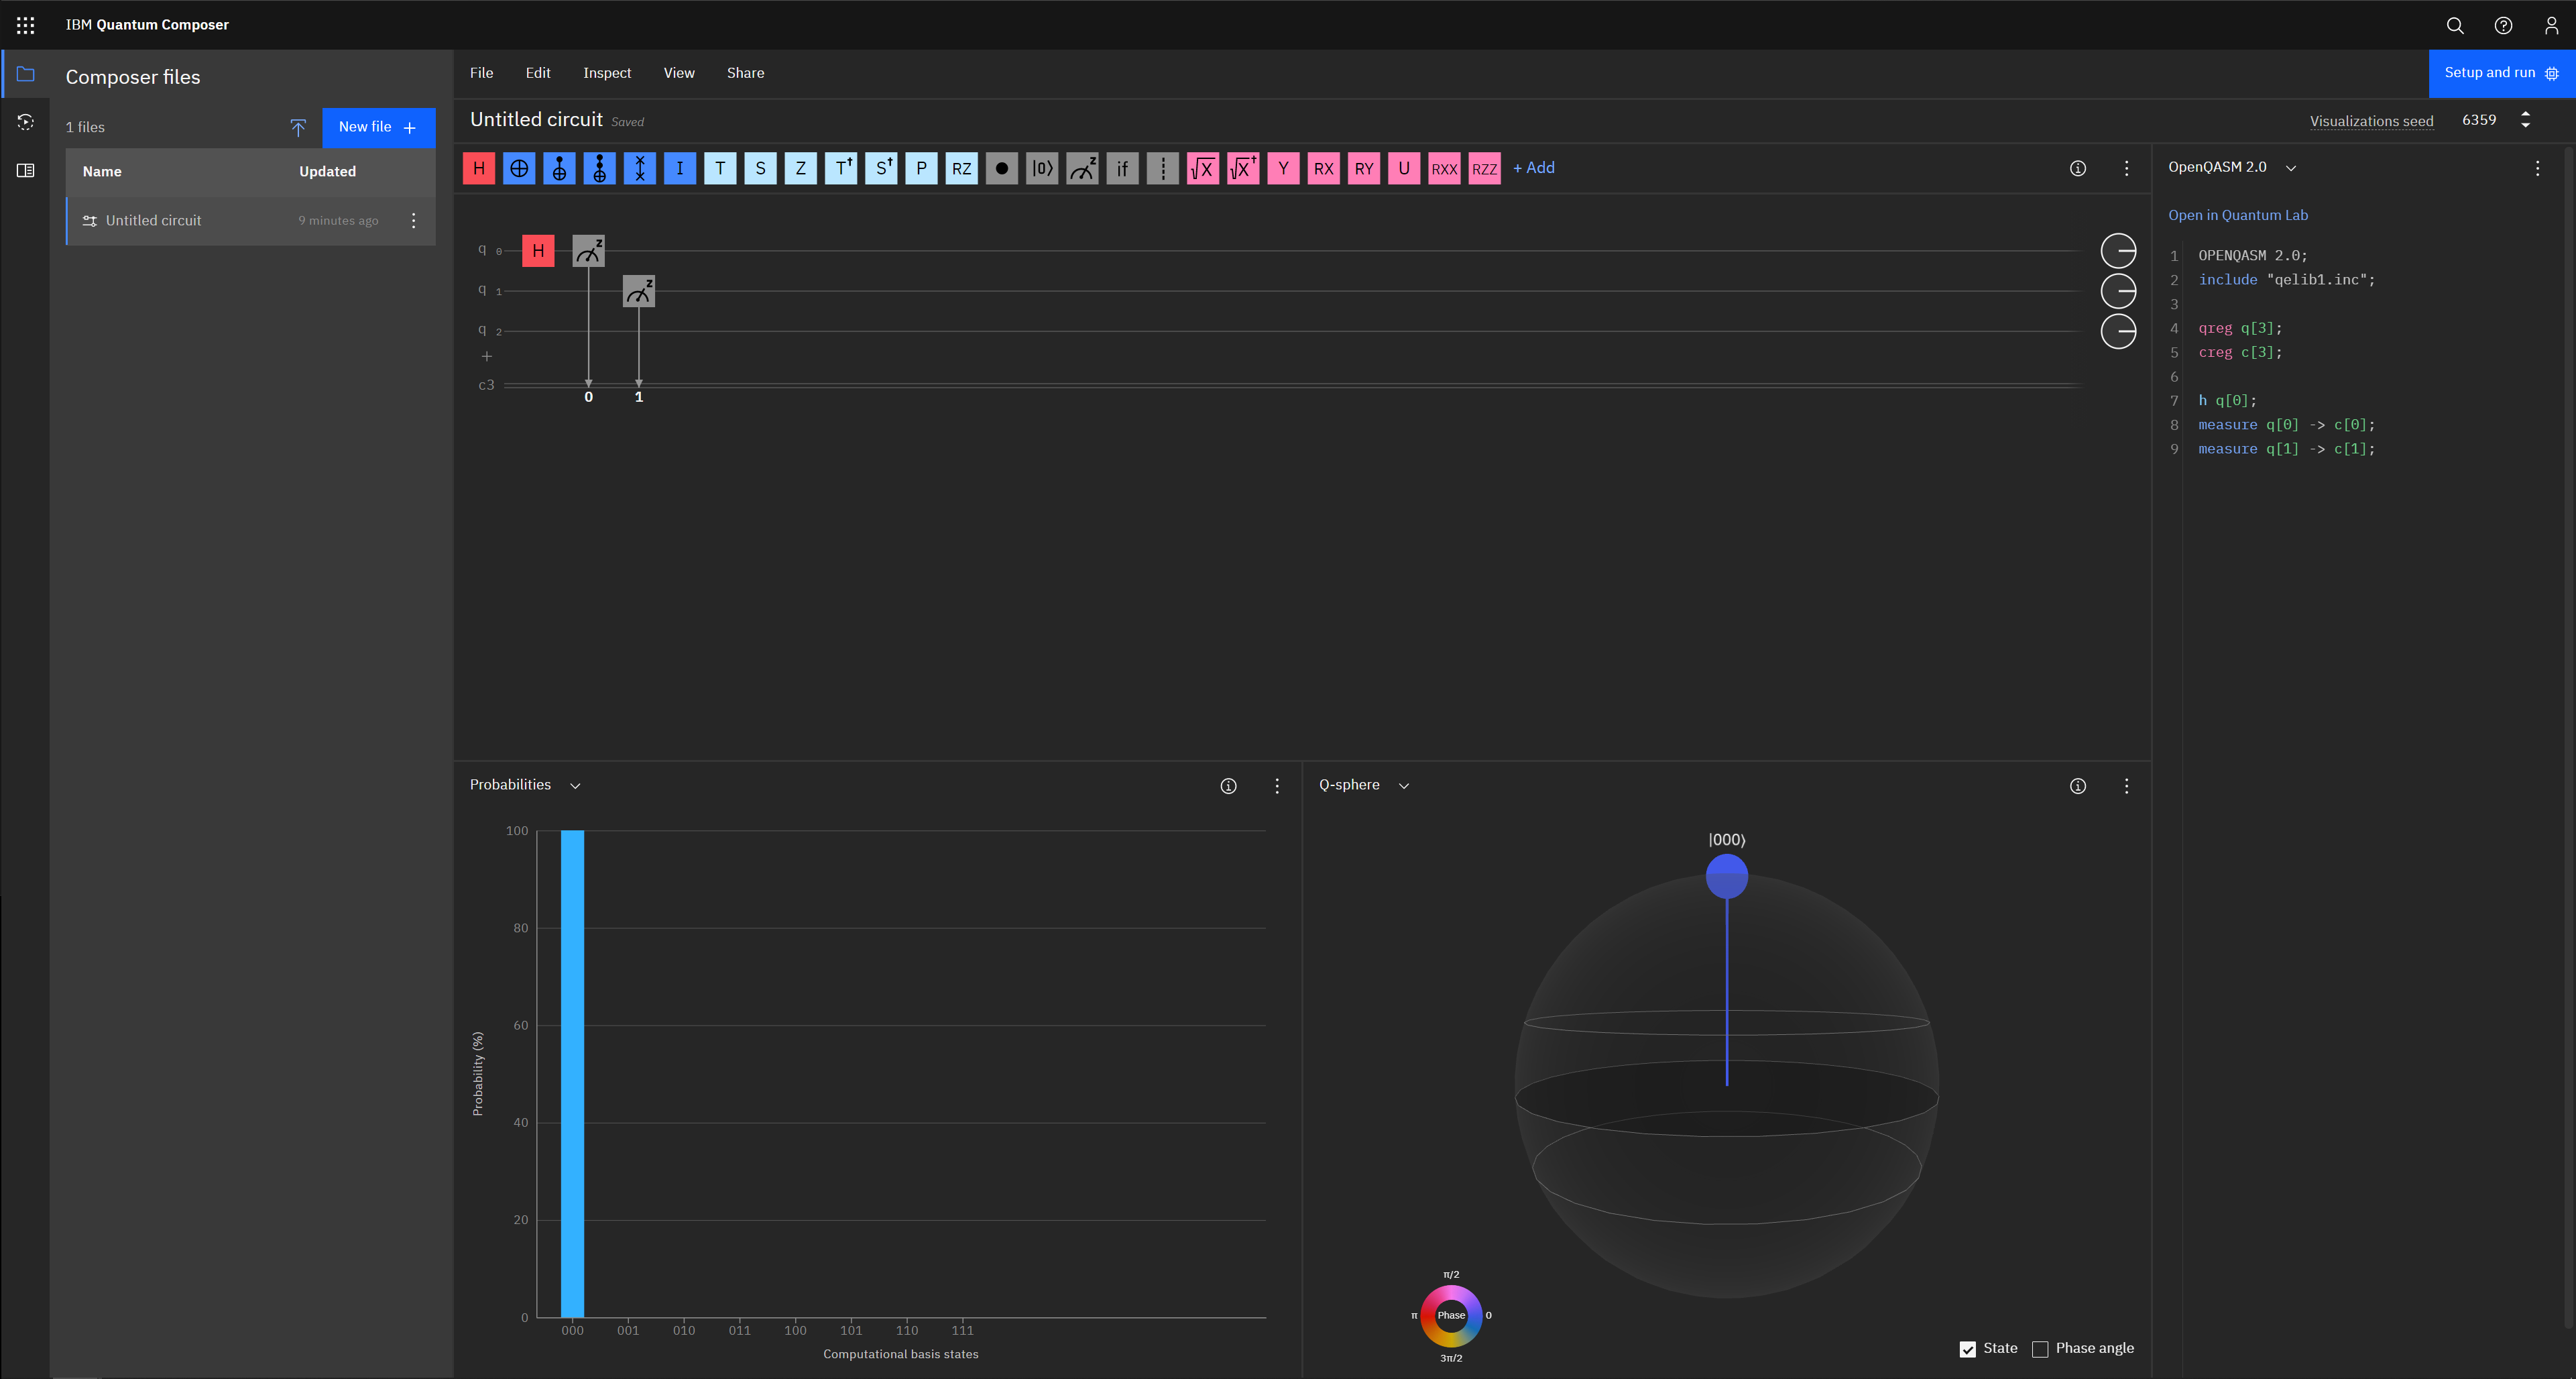 IBM Quantum Composer
Composer files
1 files
New file +
Name Updated
Untitled circuit 9 minutes ago
File Edit Inspect View Share
Setup and run
Untitled circuit Saved
Visualizations seed 6359
H I T S Z T† S† P RZ |0⟩ z if √X √X† Y RX RY U RXX RZZ + Add
q 0 H z
q 1 z
q 2
+
c3
0 1
OpenQASM 2.0
Open in Quantum Lab
1 OPENQASM 2.0;
2 include "qelib1.inc";
3
4 qreg q[3];
5 creg c[3];
6
7 h q[0];
8 measure q[0] -> c[0];
9 measure q[1] -> c[1];
Probabilities
100
80
60
40
20
0
Probability (%)
000 001 010 011 100 101 110 111
Computational basis states
Q-sphere
|000⟩
π/2
π Phase 0
3π/2
State Phase angle